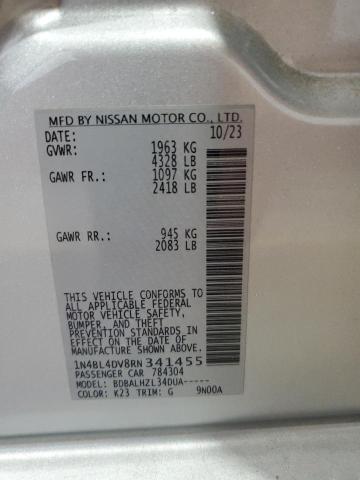 MFD BY NISSAN MOTOR CO., LTD.
DATE: 10/23
GVWR: 1963 KG
4328 LB
GAWR FR.: 1097 KG
2418 LB
GAWR RR.: 945 KG
2083 LB
THIS VEHICLE CONFORMS TO
ALL APPLICABLE FEDERAL
MOTOR VEHICLE SAFETY,
BUMPER, AND THEFT
PREVENTION STANDARDS IN
EFFECT ON THE DATE OF
MANUFACTURE SHOWN ABOVE.
1N4BL4DV8RN341455
PASSENGER CAR 784304
MODEL: BDBALHZL34DUA-----
COLOR: K23 TRIM: G 9N00A